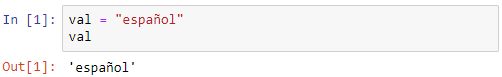 In [1]: val = "español"
val
Out[1]: 'español'